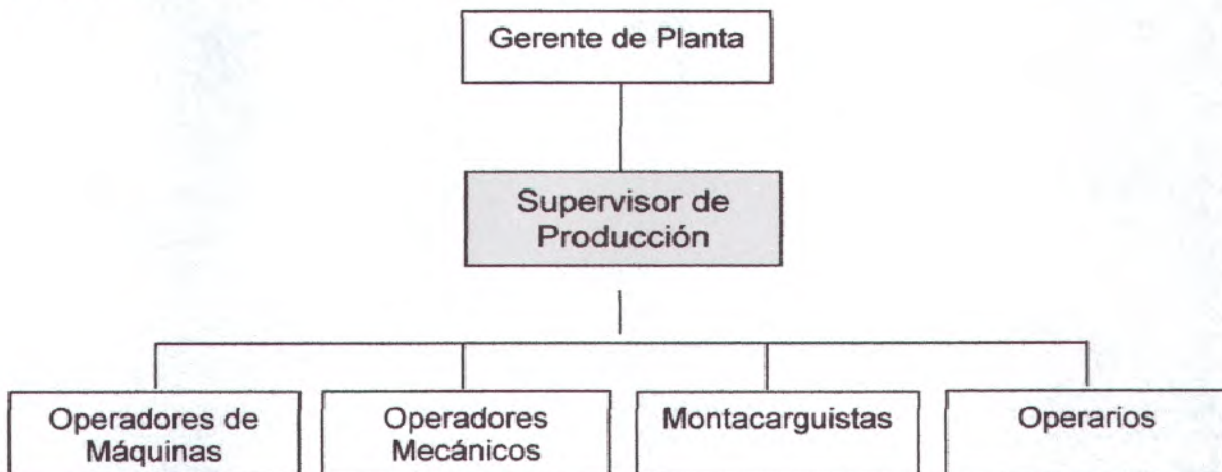 Gerente de Planta
Supervisor de
Producción
Operadores de
Máquinas
Operadores
Mecánicos
Montacarguistas
Operarios